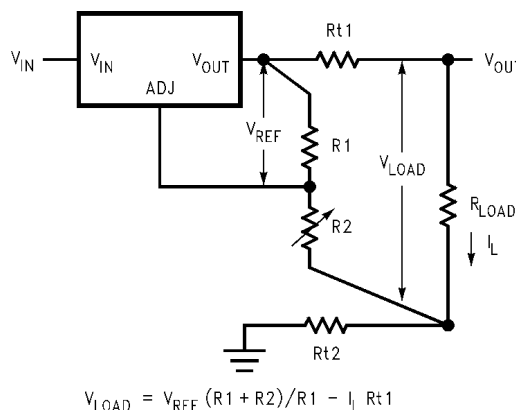 V_IN
V_IN
V_OUT
ADJ
Rt1
V_OUT
V_REF
R1
V_LOAD
R2
R_LOAD
I_L
Rt2
V_LOAD = V_REF (R1 + R2)/R1 − I_L Rt1